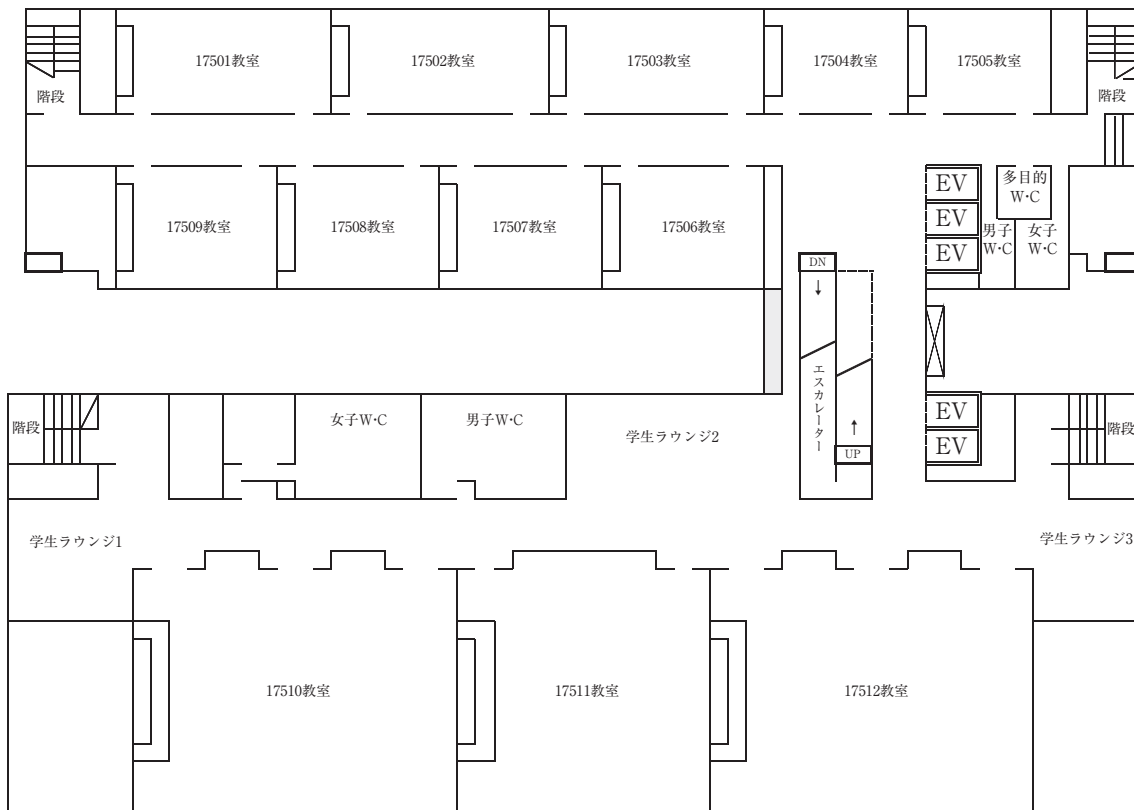 17501教室
17502教室
17503教室
17504教室
17505教室
階段
階段
17509教室
17508教室
17507教室
17506教室
EV
EV
EV
多目的
W・C
男子
W・C
女子
W・C
DN
↓
エスカレーター
↑
UP
階段
女子W・C
男子W・C
学生ラウンジ2
EV
EV
階段
学生ラウンジ1
学生ラウンジ3
17510教室
17511教室
17512教室